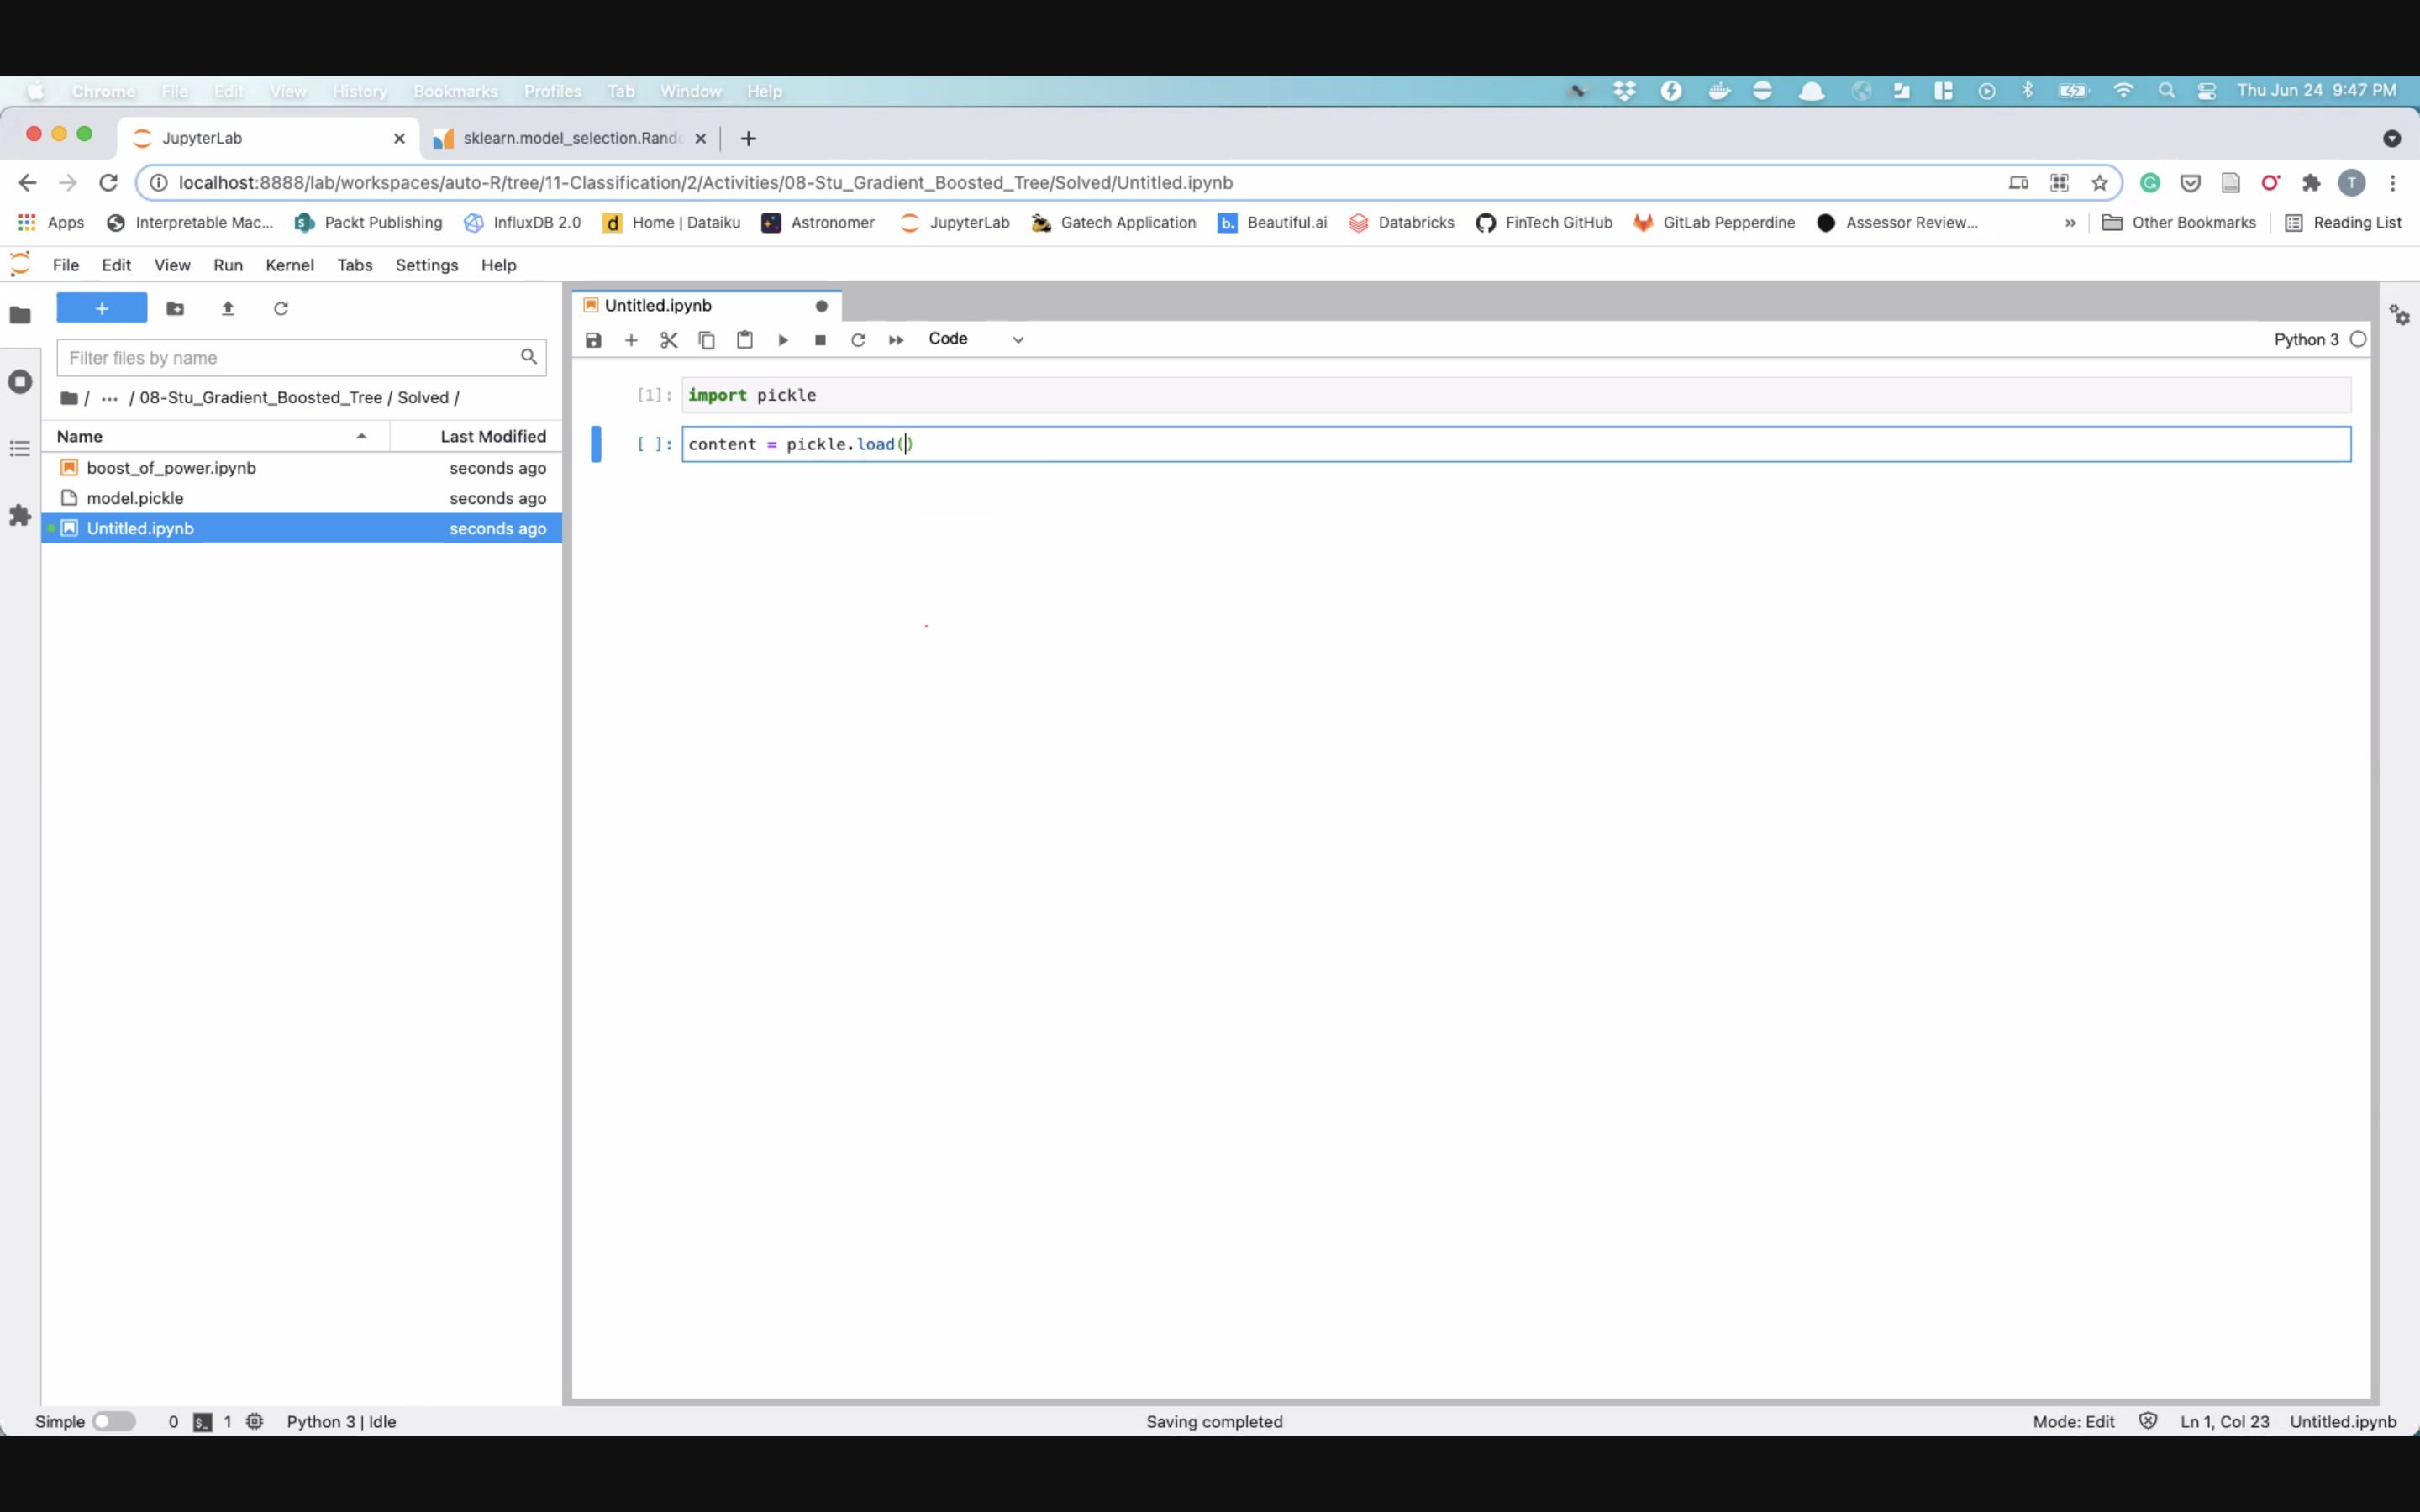 Chrome File Edit View History Bookmarks Profiles Tab Window Help Thu Jun 24 9:47 PM
JupyterLab sklearn.model_selection.Rand
localhost:8888/lab/workspaces/auto-R/tree/11-Classification/2/Activities/08-Stu_Gradient_Boosted_Tree/Solved/Untitled.ipynb T
Apps Interpretable Mac... Packt Publishing InfluxDB 2.0 Home | Dataiku Astronomer JupyterLab Gatech Application Beautiful.ai Databricks FinTech GitHub GitLab Pepperdine Assessor Review... » Other Bookmarks Reading List
File Edit View Run Kernel Tabs Settings Help
Untitled.ipynb
Code Python 3
Filter files by name
/ ... / 08-Stu_Gradient_Boosted_Tree / Solved /
Name Last Modified
boost_of_power.ipynb seconds ago
model.pickle seconds ago
Untitled.ipynb seconds ago
[1]: import pickle
[ ]: content = pickle.load()
Simple 0 $_ 1 Python 3 | Idle Saving completed Mode: Edit Ln 1, Col 23 Untitled.ipynb